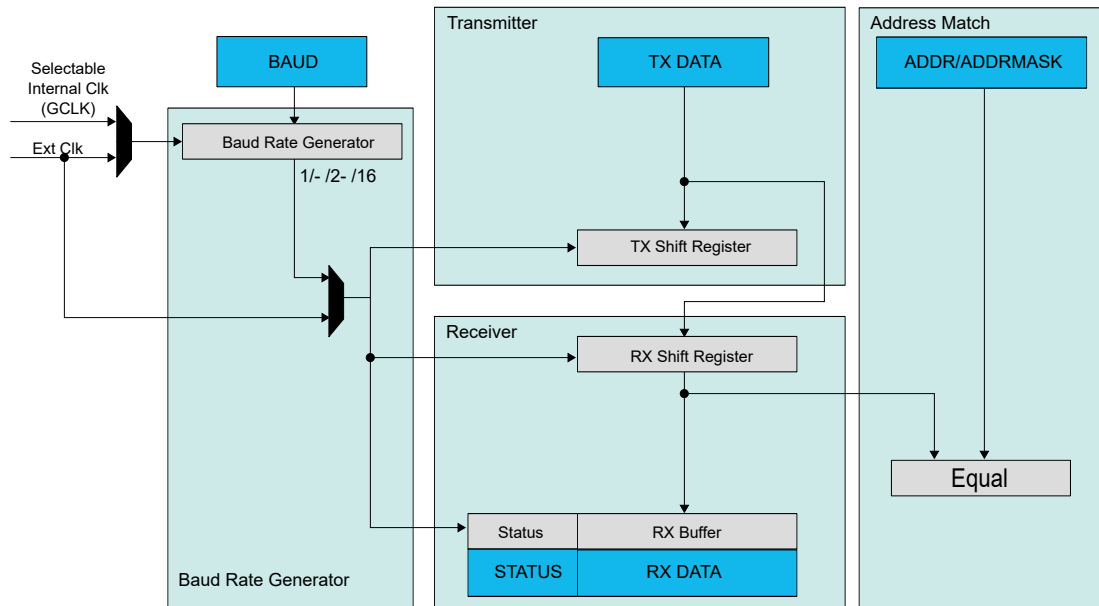 Transmitter
Address Match
BAUD
TX DATA
ADDR/ADDRMASK
Selectable
Internal Clk
(GCLK)
Ext Clk
Baud Rate Generator
1/- /2- /16
TX Shift Register
Receiver
RX Shift Register
Equal
Status
RX Buffer
STATUS
RX DATA
Baud Rate Generator